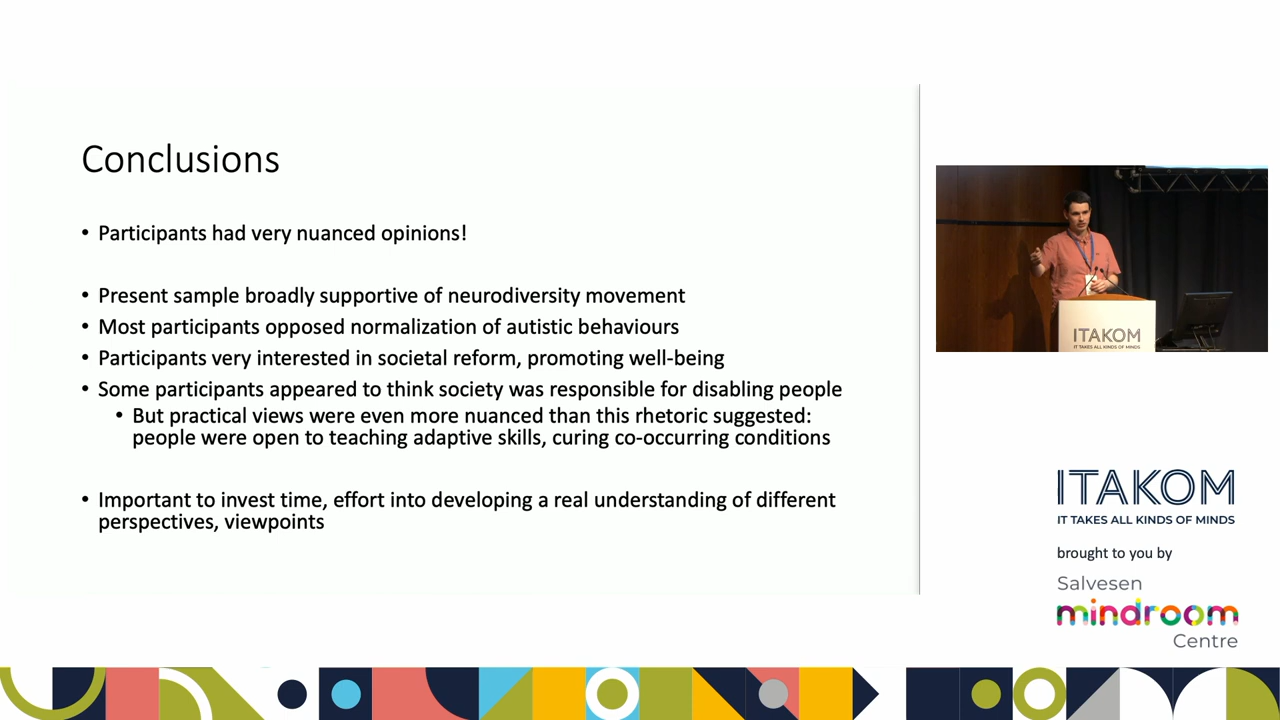 Conclusions
• Participants had very nuanced opinions!
• Present sample broadly supportive of neurodiversity movement
• Most participants opposed normalization of autistic behaviours
• Participants very interested in societal reform, promoting well-being
• Some participants appeared to think society was responsible for disabling people
• But practical views were even more nuanced than this rhetoric suggested:
people were open to teaching adaptive skills, curing co-occurring conditions
• Important to invest time, effort into developing a real understanding of different
perspectives, viewpoints
ITAKOM
IT TAKES ALL KINDS OF MINDS
ITAKOM
IT TAKES ALL KINDS OF MINDS
brought to you by
Salvesen
mindroom
Centre